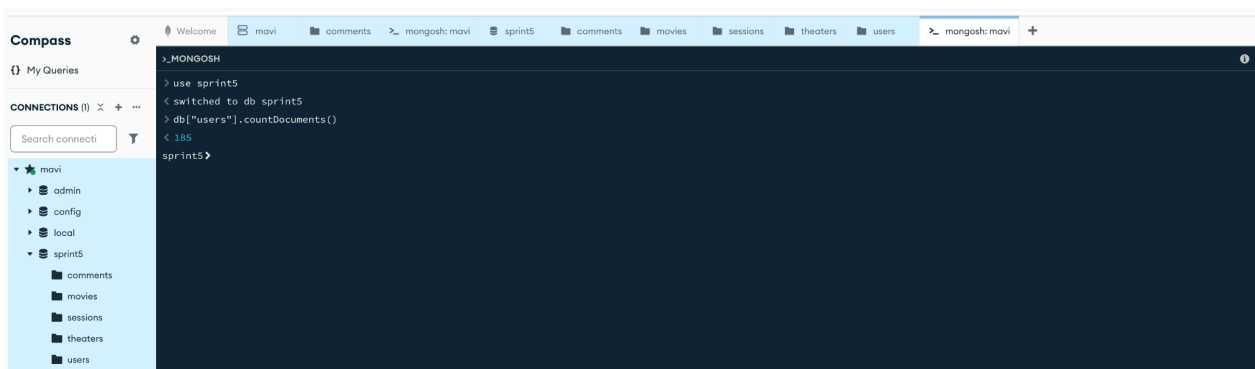 Compass
My Queries
CONNECTIONS (1)
Search connecti
mavi
admin
config
local
sprint5
comments
movies
sessions
theaters
users
Welcome
mavi
comments
>_ mongosh: mavi
sprint5
comments
movies
sessions
theaters
users
>_ mongosh: mavi
>_MONGOSH
> use sprint5
< switched to db sprint5
> db["users"].countDocuments()
< 185
sprint5>